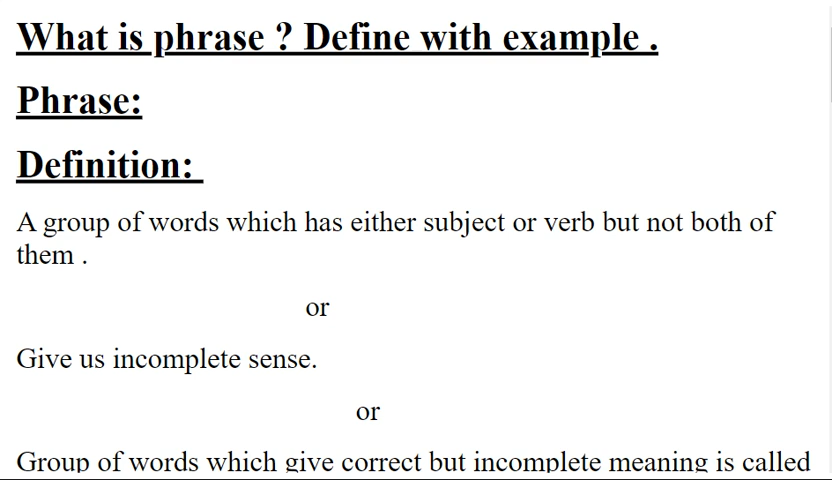 What is phrase ? Define with example .
Phrase:
Definition:
A group of words which has either subject or verb but not both of
them .
or
Give us incomplete sense.
or
Group of words which give correct but incomplete meaning is called